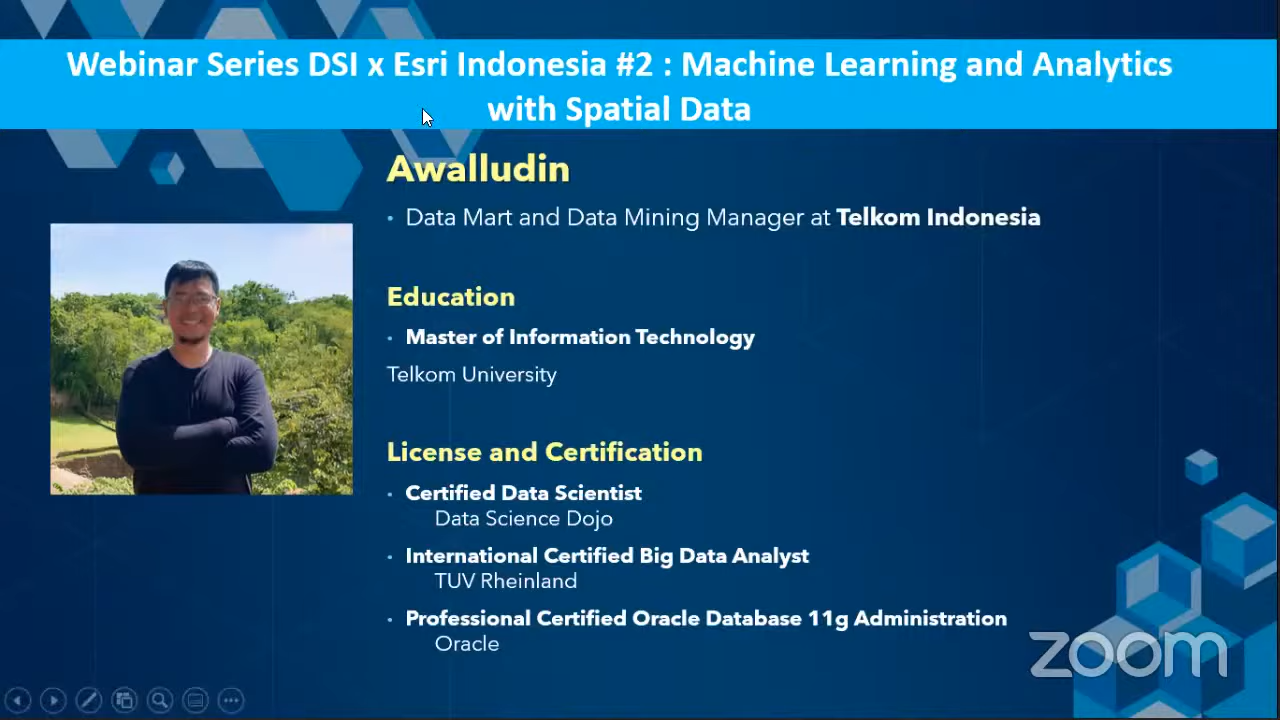 Webinar Series DSI x Esri Indonesia #2 : Machine Learning and Analytics
with Spatial Data
Awalludin
• Data Mart and Data Mining Manager at Telkom Indonesia
Education
• Master of Information Technology
Telkom University
License and Certification
• Certified Data Scientist
Data Science Dojo
• International Certified Big Data Analyst
TUV Rheinland
• Professional Certified Oracle Database 11g Administration
Oracle
zoom